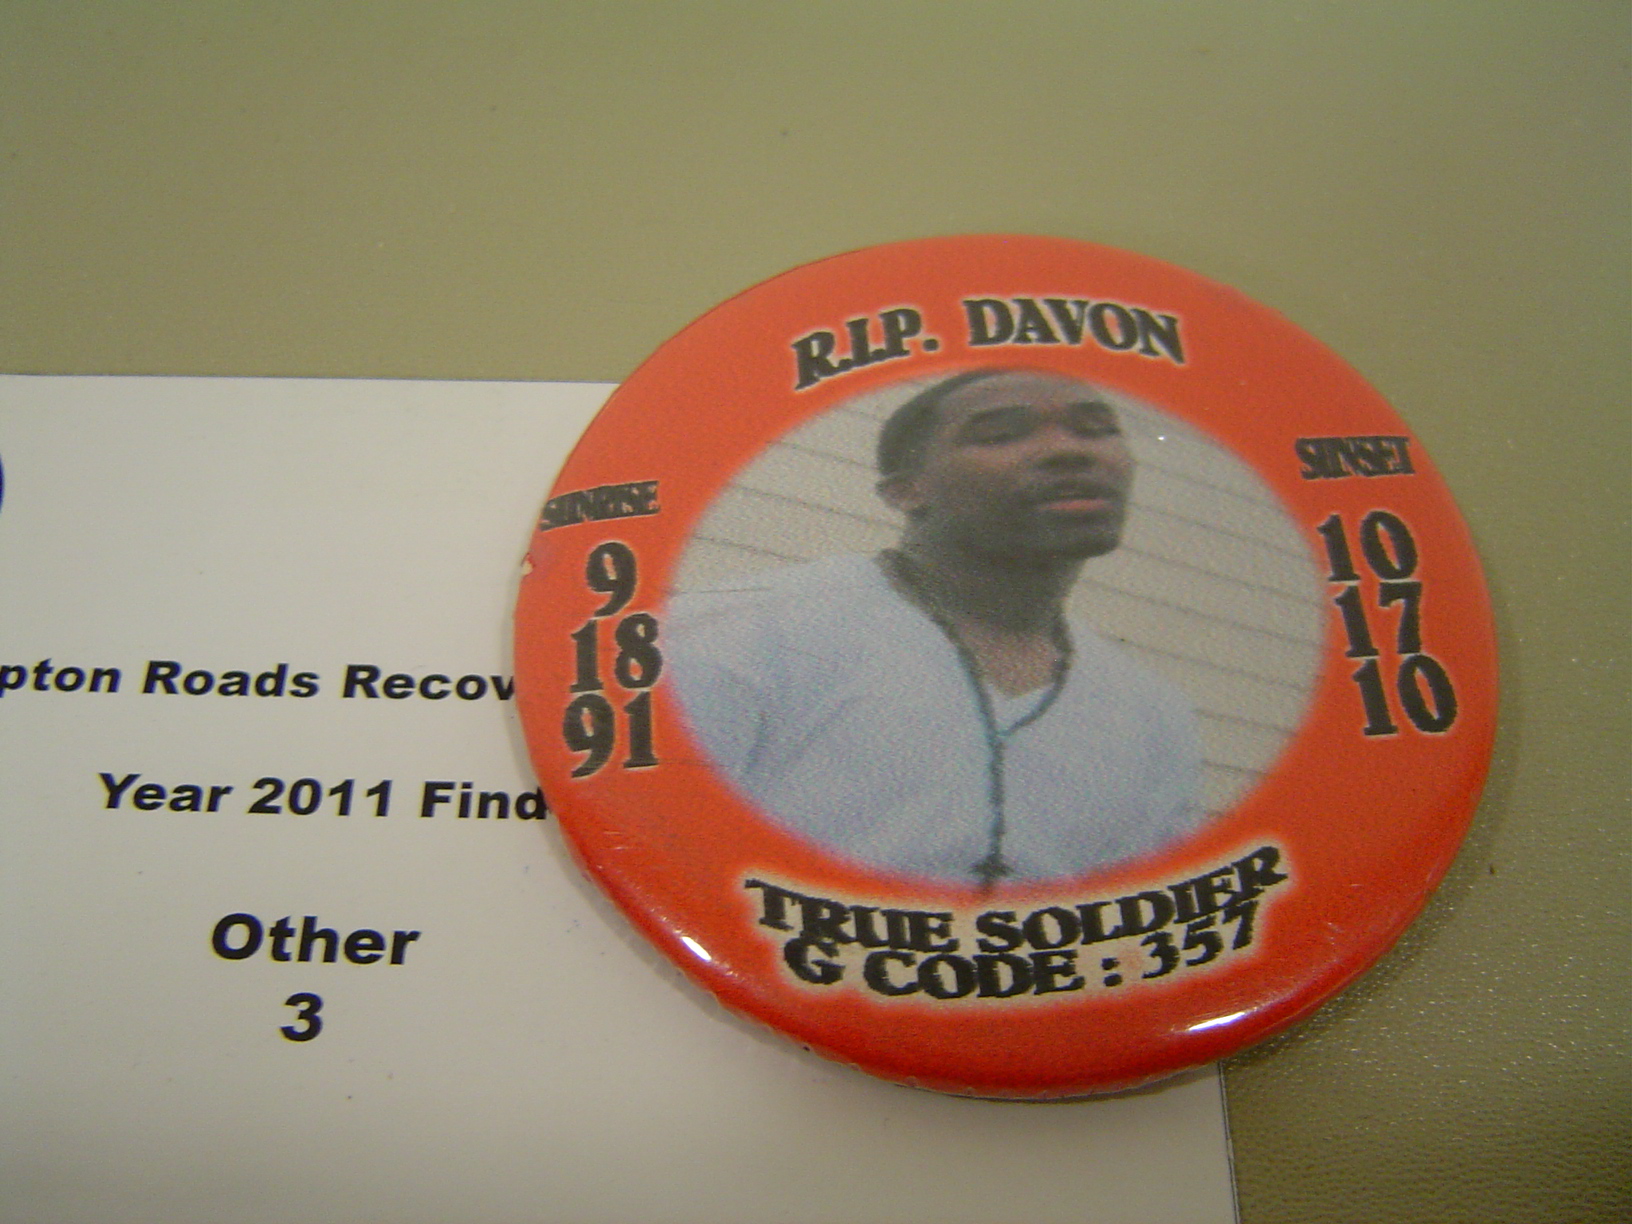 R.I.P. DAVON
SUNRISE
9
18
91
SUNSET
10
17
10
TRUE SOLDIER
G CODE : 357
pton Roads Recov
Year 2011 Find
Other
3